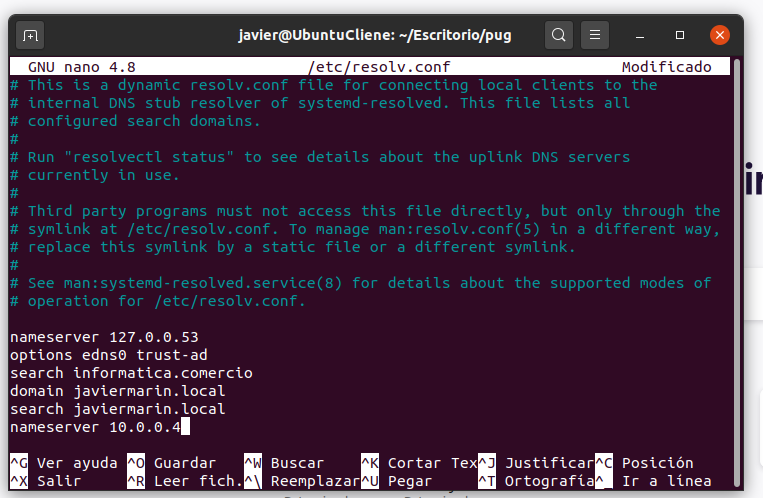 javier@UbuntuCliene: ~/Escritorio/pug
GNU nano 4.8 /etc/resolv.conf Modificado
# This is a dynamic resolv.conf file for connecting local clients to the
# internal DNS stub resolver of systemd-resolved. This file lists all
# configured search domains.
#
# Run "resolvectl status" to see details about the uplink DNS servers
# currently in use.
#
# Third party programs must not access this file directly, but only through the
# symlink at /etc/resolv.conf. To manage man:resolv.conf(5) in a different way,
# replace this symlink by a static file or a different symlink.
#
# See man:systemd-resolved.service(8) for details about the supported modes of
# operation for /etc/resolv.conf.
nameserver 127.0.0.53
options edns0 trust-ad
search informatica.comercio
domain javiermarin.local
search javiermarin.local
nameserver 10.0.0.4
^G Ver ayuda ^O Guardar ^W Buscar ^K Cortar Tex ^J Justificar ^C Posición
^X Salir ^R Leer fich. ^\ Reemplazar ^U Pegar ^T Ortografía ^_ Ir a línea